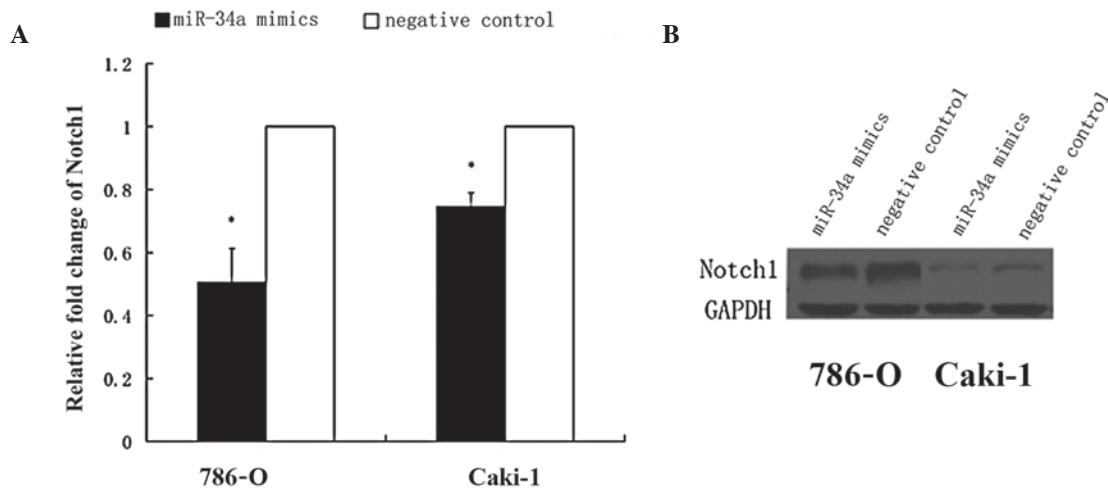 ■miR-34a mimics □negative control
A
B
Relative fold change of Notch1
1.2
1
0.8
0.6
0.4
0.2
0
*
*
786-O
Caki-1
miR-34a mimics
negative control
miR-34a mimics
negative control
Notch1
GAPDH
786-O Caki-1